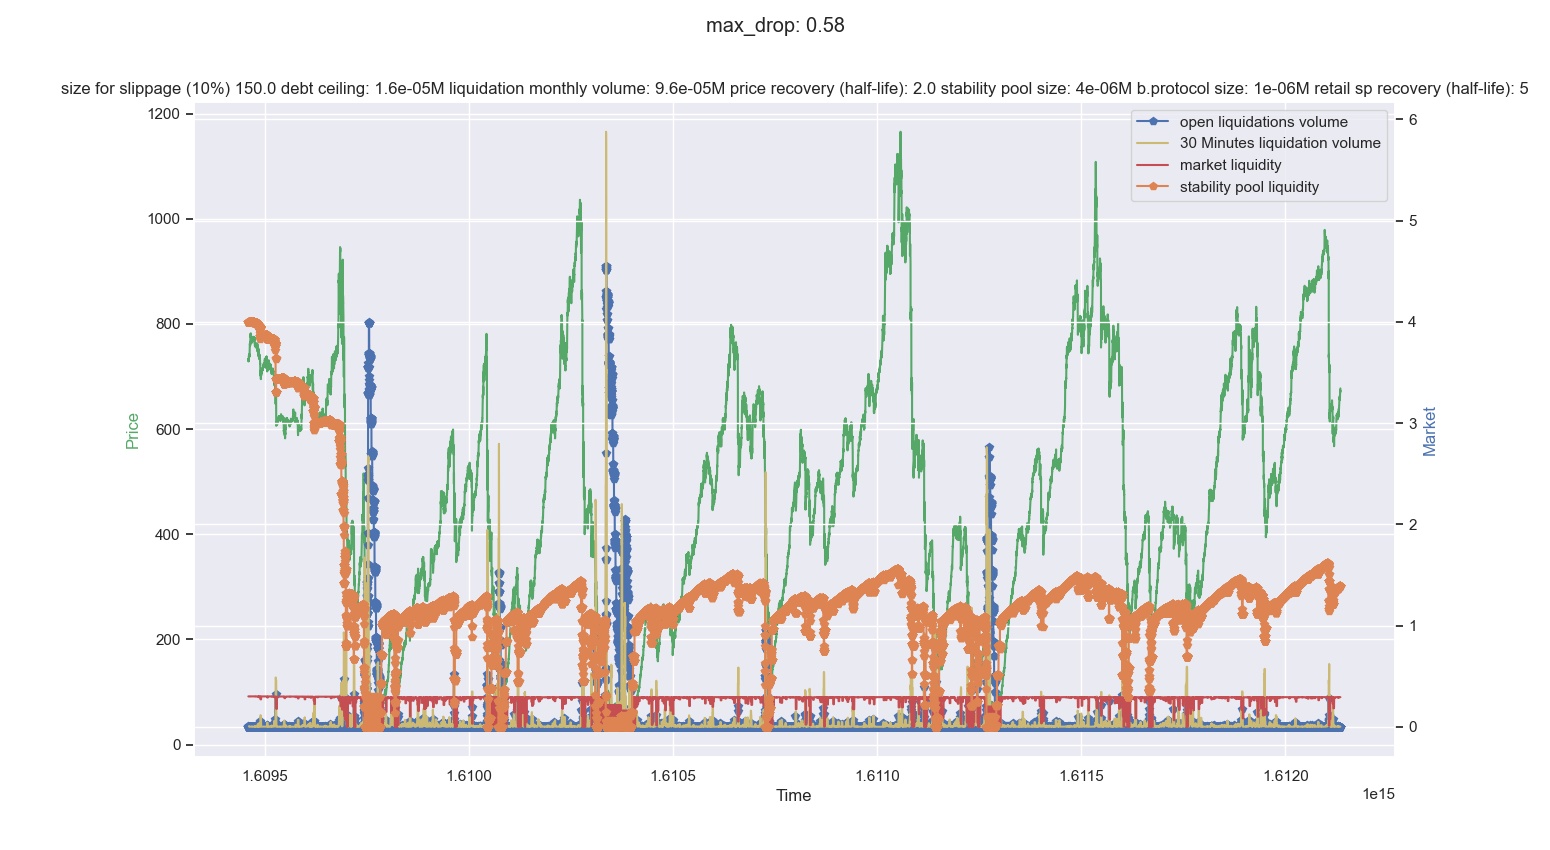 max_drop: 0.58
size for slippage (10%) 150.0 debt ceiling: 1.6e-05M liquidation monthly volume: 9.6e-05M price recovery (half-life): 2.0 stability pool size: 4e-06M b.protocol size: 1e-06M retail sp recovery (half-life): 5
open liquidations volume
30 Minutes liquidation volume
market liquidity
stability pool liquidity
Price
1200
1000
800
600
400
200
0
6
5
4
3
2
1
0
Market
1.6095
1.6100
1.6105
1.6110
1.6115
1.6120
1e15
Time